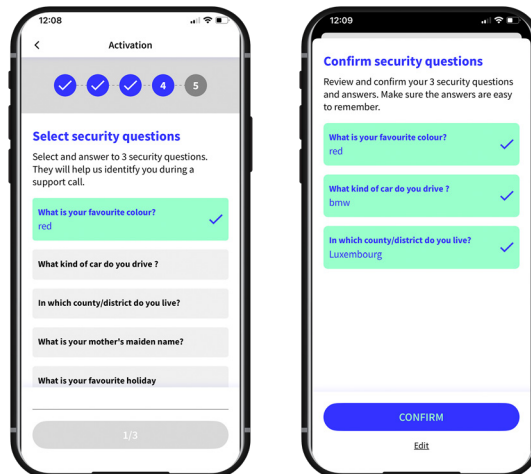 12:08
Activation
4
5
Select security questions
Select and answer to 3 security questions.
They will help us identitfy you during a
support call.
What is your favourite colour?
red
What kind of car do you drive ?
In which county/district do you live?
What is your mother's maiden name?
What is your favourite holiday
1/3
12:09
Confirm security questions
Review and confirm your 3 security questions
and answers. Make sure the answers are easy
to remember.
What is your favourite colour?
red
What kind of car do you drive ?
bmw
In which county/district do you live?
Luxembourg
CONFIRM
Edit